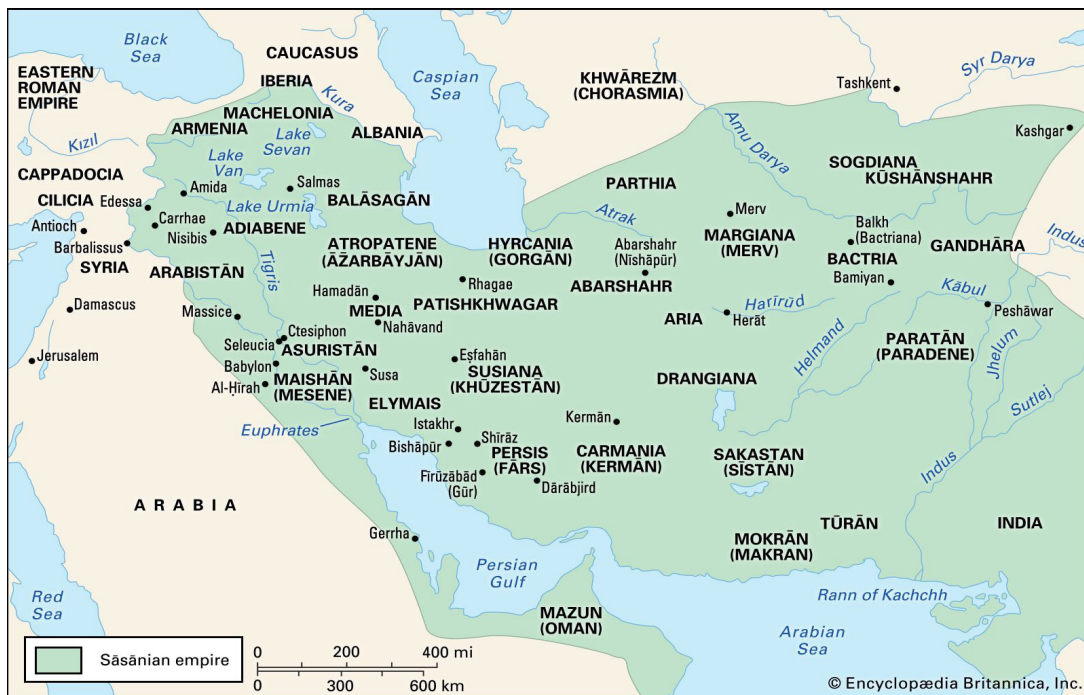 Black
Sea
CAUCASUS
EASTERN
ROMAN
EMPIRE
IBERIA
Caspian
Sea
KHWĀREZM
(CHORASMIA)
Tashkent
Syr Darya
Kura
MACHELONIA
ARMENIA
Lake
Sevan
ALBANIA
Kashgar
Kızıl
Amu Darya
Lake
Van
SOGDIANA
KŪSHĀNSHAHR
CAPPADOCIA
CILICIA
Amida
Salmas
PARTHIA
Edessa
Lake Urmia
BALĀSAGĀN
Atrak
Merv
Antioch
Carrhae
Nisibis
ADIABENE
Barbalissus
ATROPATENE
(ĀŽARBĀYJĀN)
HYRCANIA
(GORGĀN)
Abarshahr
(Nīshāpūr)
MARGIANA
(MERV)
Balkh
(Bactriana)
GANDHĀRA
Indus
SYRIA
ARABISTĀN
Tigris
BACTRIA
Bamiyan
Rhagae
ABARSHAHR
Kābul
Hamadān
PATISHKHWAGAR
Damascus
Massice
MEDIA
Nahāvand
ARIA
Harīrūd
Herāt
Peshāwar
Ctesiphon
Seleucia
ASURISTĀN
PARATĀN
(PARADENE)
Jerusalem
Babylon
Eşfahān
SUSIANA
(KHŪZESTĀN)
Helmand
Jhelum
MAISHĀN
(MESENE)
Susa
DRANGIANA
Al-Ḥīrah
ELYMAIS
Sutlej
Euphrates
Istakhr
Kermān
Bishāpūr
Shīrāz
PERSIS
(FĀRS)
CARMANIA
(KERMĀN)
SAKASTAN
(SĪSTĀN)
Indus
Fīrūzābād
(Gūr)
Dārābjird
ARABIA
TŪRĀN
INDIA
Gerrha
MOKRĀN
(MAKRAN)
Persian
Gulf
Rann of Kachchh
Red
Sea
MAZUN
(OMAN)
Arabian
Sea
Sāsānian empire
0 200 400 mi
0 300 600 km
© Encyclopædia Britannica, Inc.